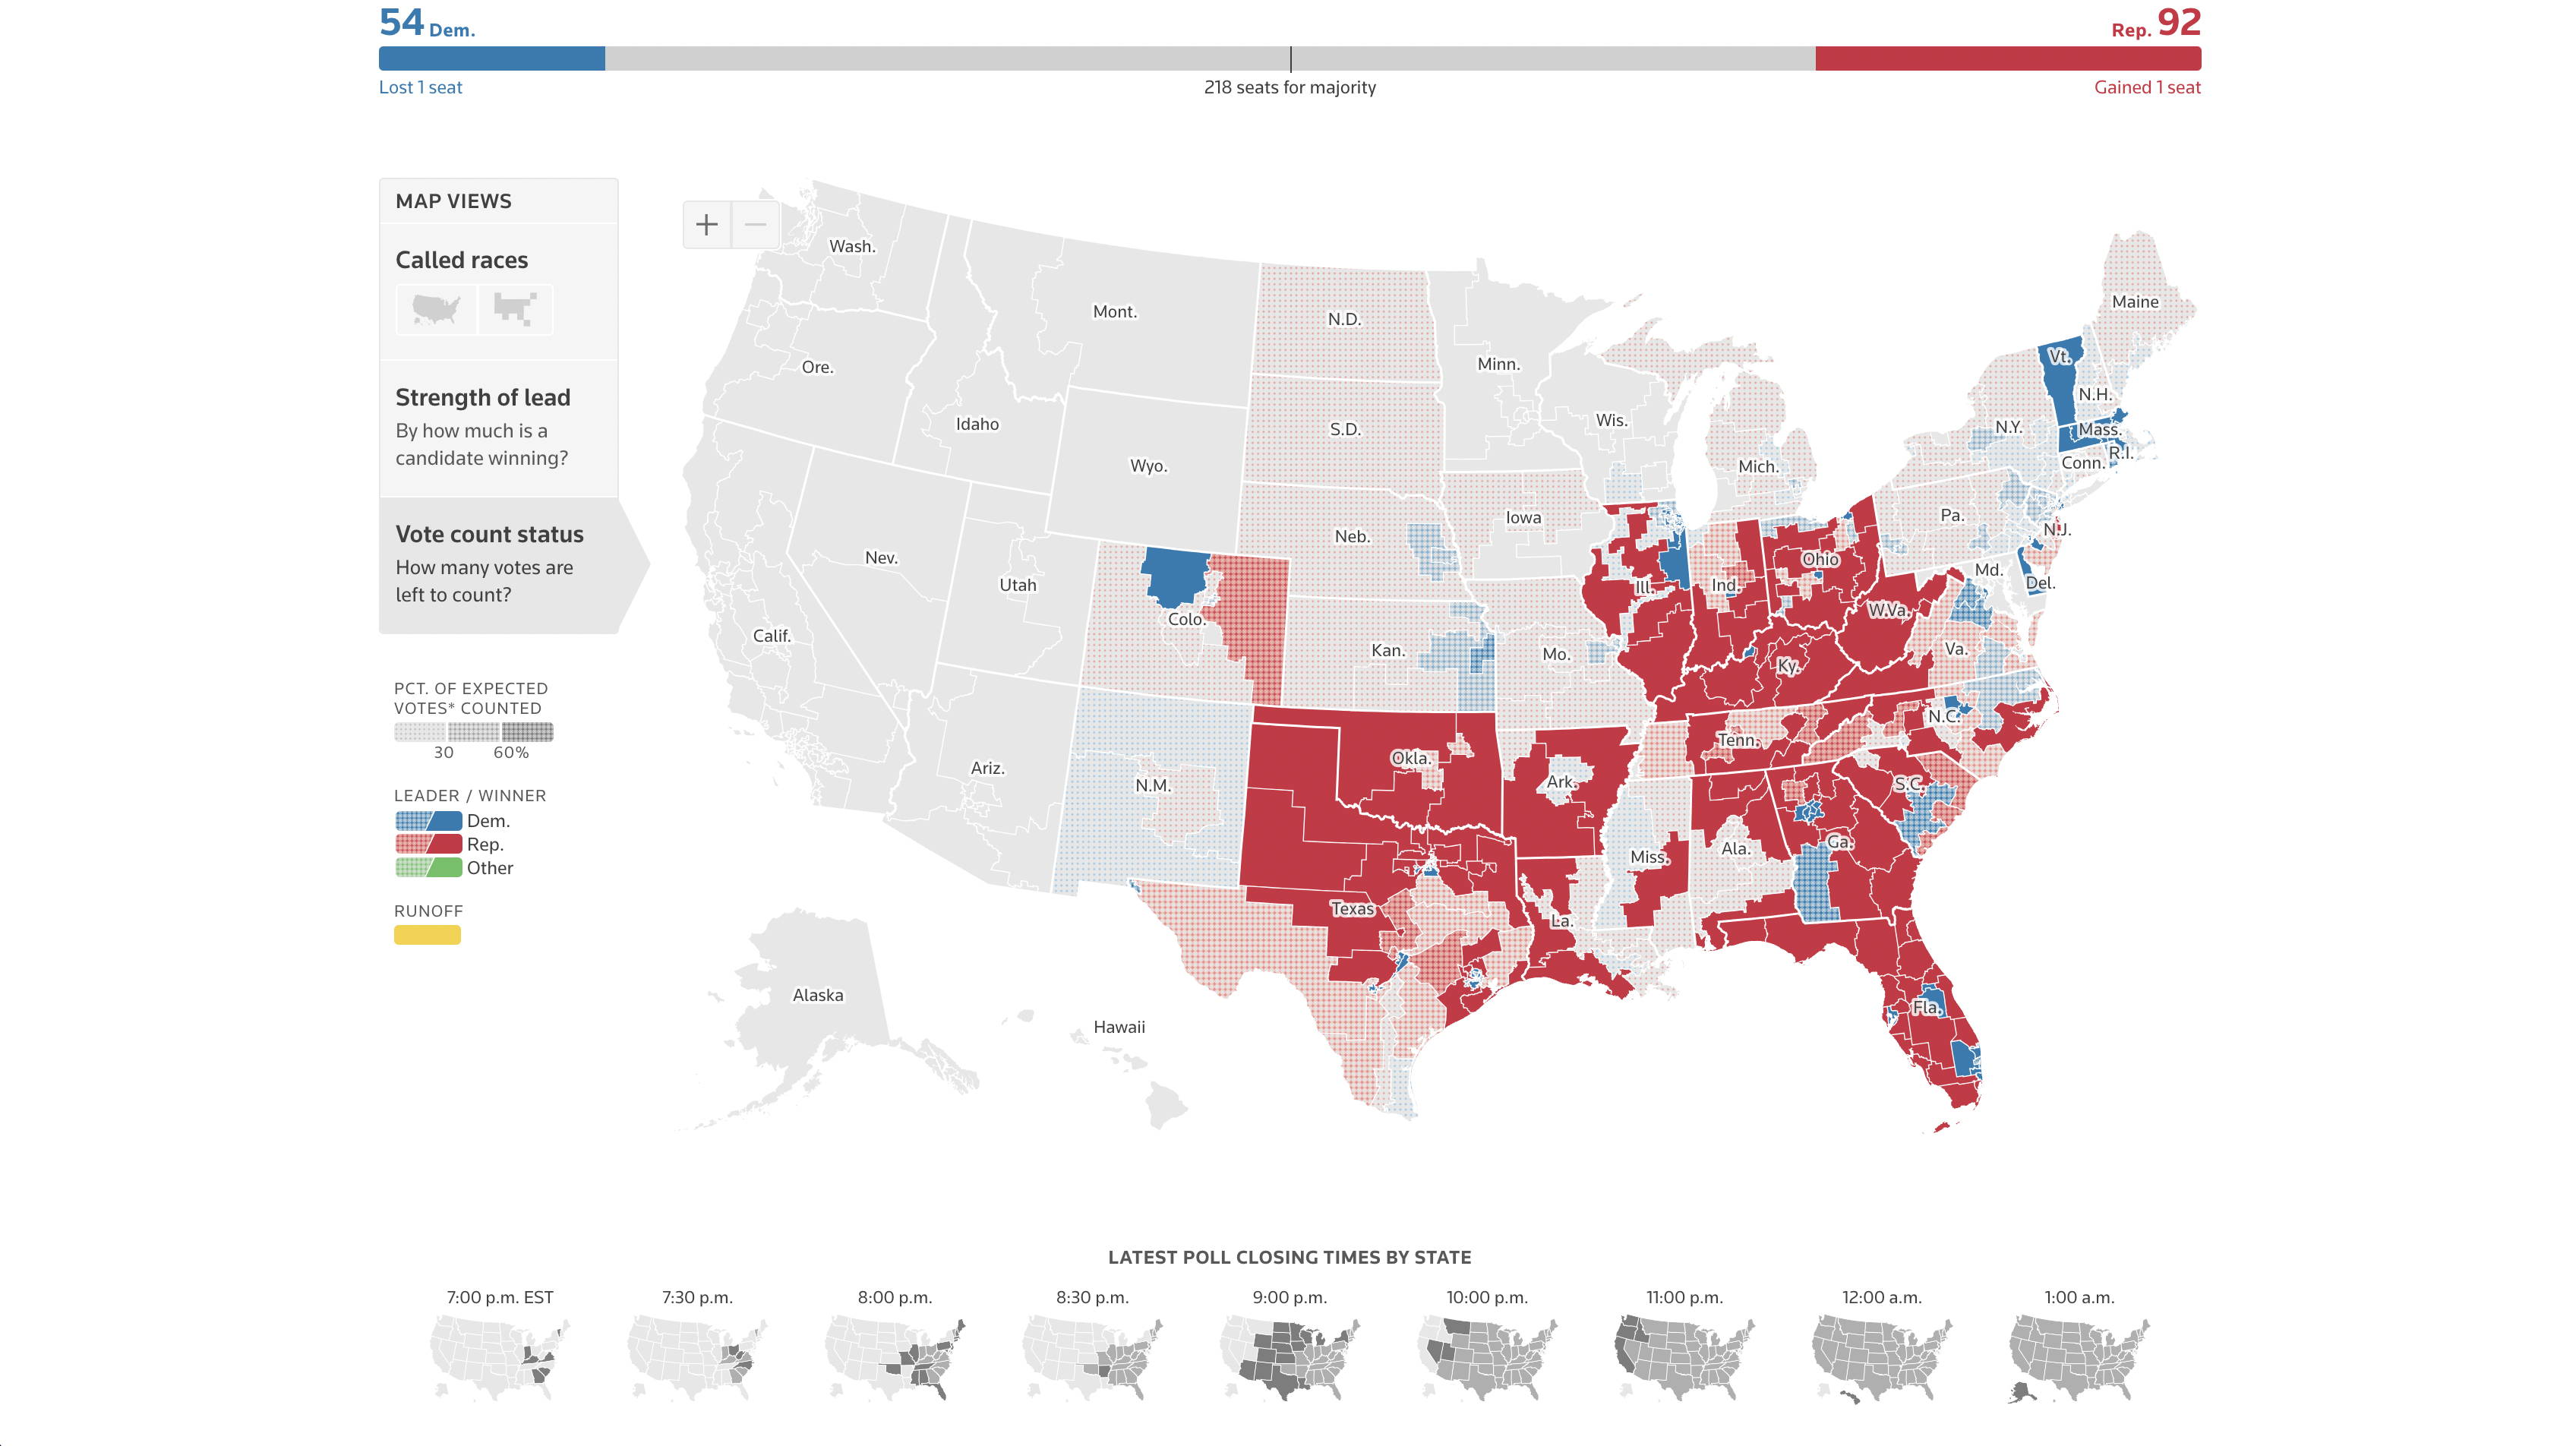 54 Dem.
Rep. 92
Lost 1 seat
218 seats for majority
Gained 1 seat
MAP VIEWS
Called races
Strength of lead
By how much is a
candidate winning?
Vote count status
How many votes are
left to count?
PCT. OF EXPECTED
VOTES* COUNTED
30 60%
LEADER / WINNER
Dem.
Rep.
Other
RUNOFF
+ −
Wash.
Mont.
N.D.
Minn.
Maine
Ore.
Idaho
S.D.
Wis.
Vt.
N.H.
Wyo.
Mich.
N.Y.
Mass.
Conn.
R.I.
Neb.
Iowa
Pa.
N.J.
Nev.
Utah
Colo.
Ill.
Ind.
Ohio
Md.
Del.
Calif.
Kan.
Mo.
W.Va.
Va.
Ky.
Ariz.
N.M.
Okla.
Ark.
Tenn.
N.C.
S.C.
Texas
La.
Miss.
Ala.
Ga.
Fla.
Alaska
Hawaii
LATEST POLL CLOSING TIMES BY STATE
7:00 p.m. EST
7:30 p.m.
8:00 p.m.
8:30 p.m.
9:00 p.m.
10:00 p.m.
11:00 p.m.
12:00 a.m.
1:00 a.m.